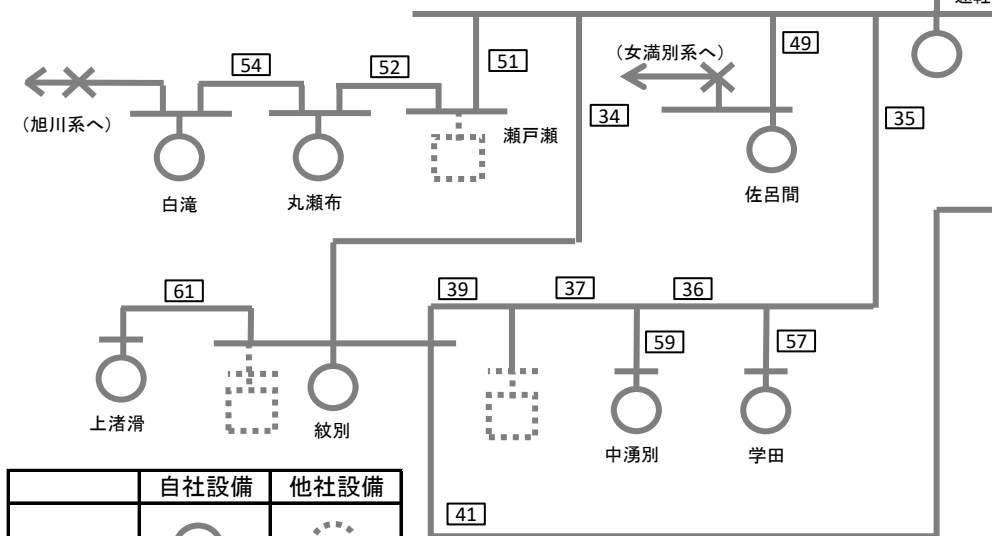 54
52
51
(女満別系へ)
49
(旭川系へ)
瀬戸瀬
34
35
白滝
丸瀬布
佐呂間
61
39
37
36
59
57
上渚滑
紋別
中湧別
学田
自社設備
他社設備
41